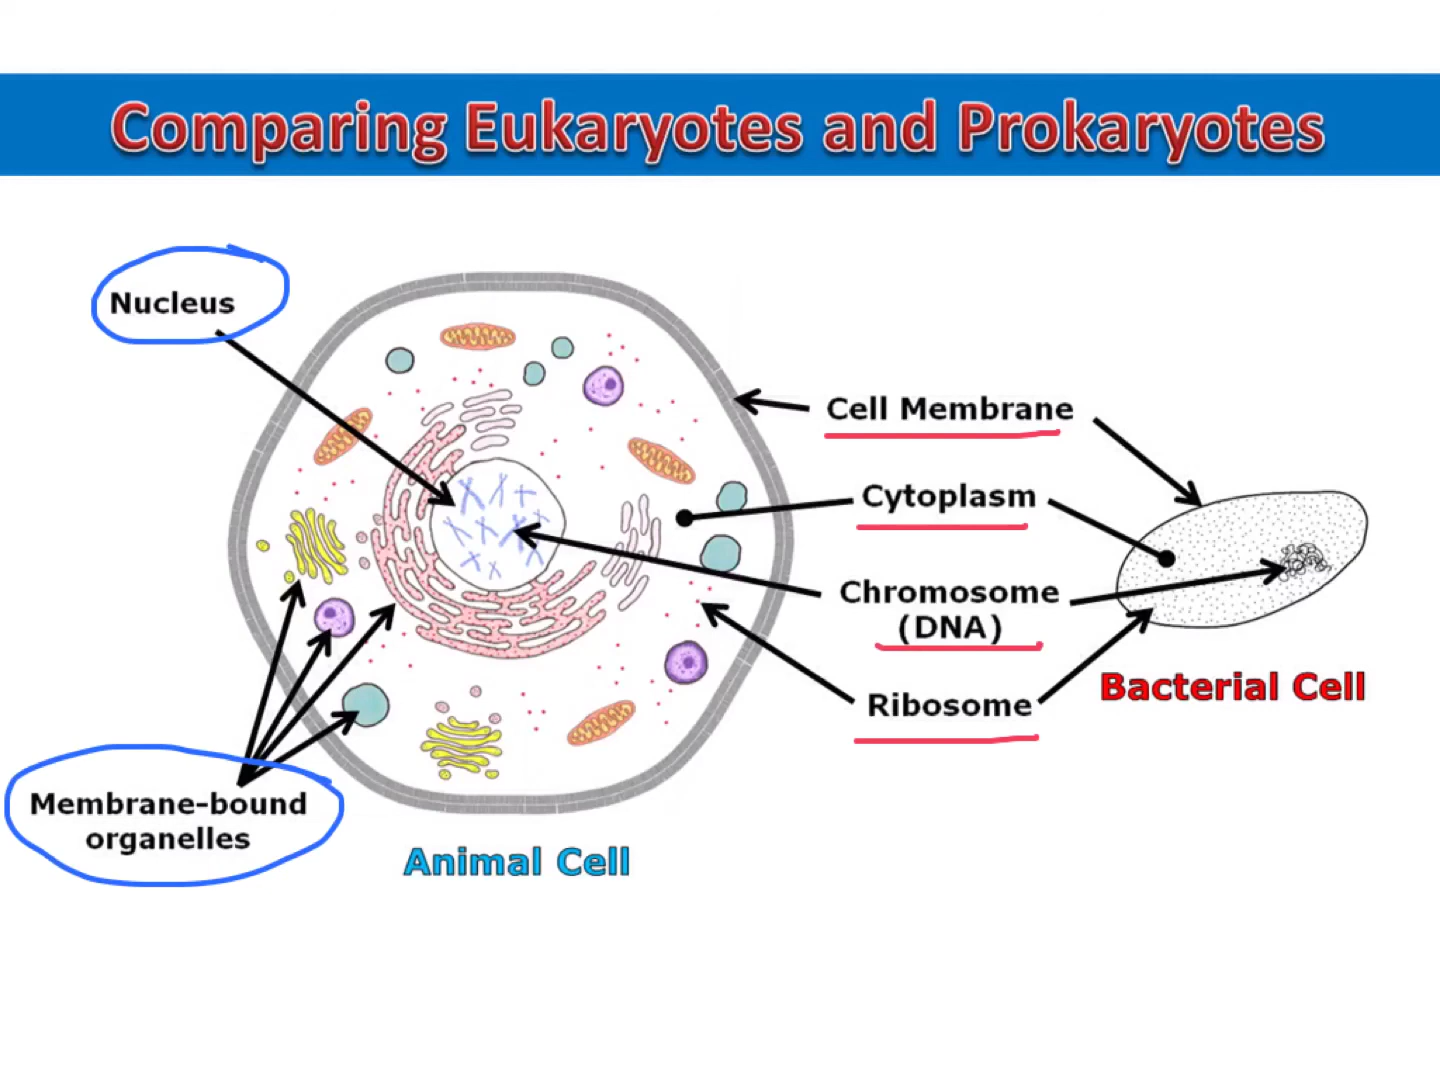 Comparing Eukaryotes and Prokaryotes
Nucleus
Cell Membrane
Cytoplasm
Chromosome
(DNA)
Ribosome
Bacterial Cell
Membrane-bound
organelles
Animal Cell